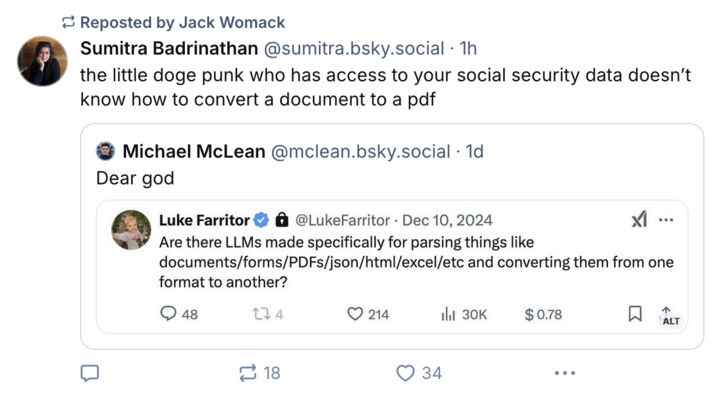 Reposted by Jack Womack
Sumitra Badrinathan @sumitra.bsky.social · 1h
the little doge punk who has access to your social security data doesn’t
know how to convert a document to a pdf
Michael McLean @mclean.bsky.social · 1d
Dear god
Luke Farritor @LukeFarritor · Dec 10, 2024
Are there LLMs made specifically for parsing things like
documents/forms/PDFs/json/html/excel/etc and converting them from one
format to another?
48 4 214 30K $ 0.78
ALT
18 34